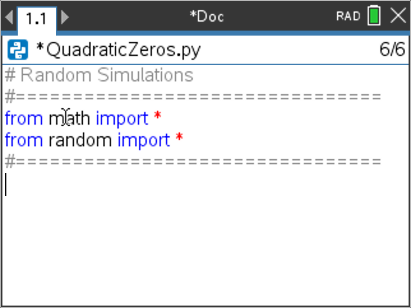 1.1
*Doc
RAD
*QuadraticZeros.py
6/6
# Random Simulations
#================================
from math import *
from random import *
#================================